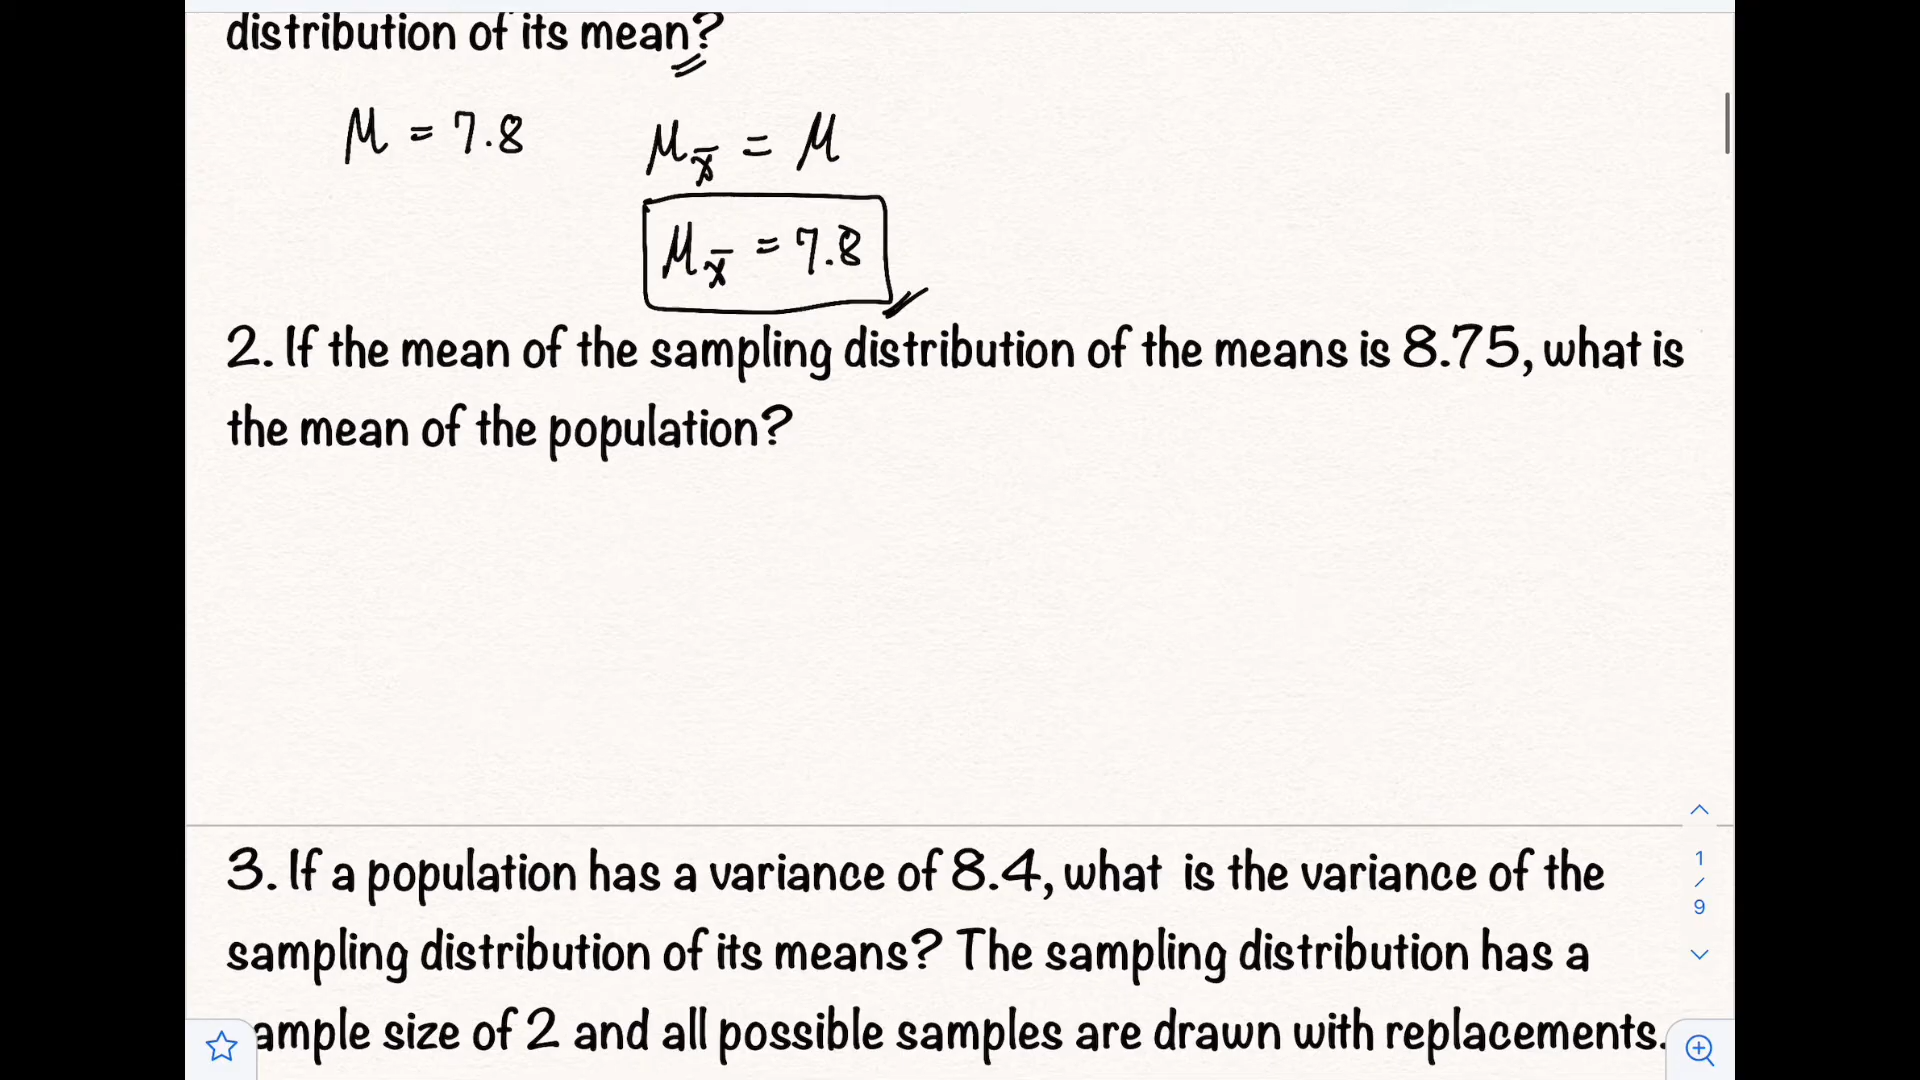 distribution of its mean?
μ = 7.8 μx̄ = μ
μx̄ = 7.8
2. If the mean of the sampling distribution of the means is 8.75, what is
the mean of the population?
3. If a population has a variance of 8.4, what is the variance of the
sampling distribution of its means? The sampling distribution has a
ample size of 2 and all possible samples are drawn with replacements.
1
/
9